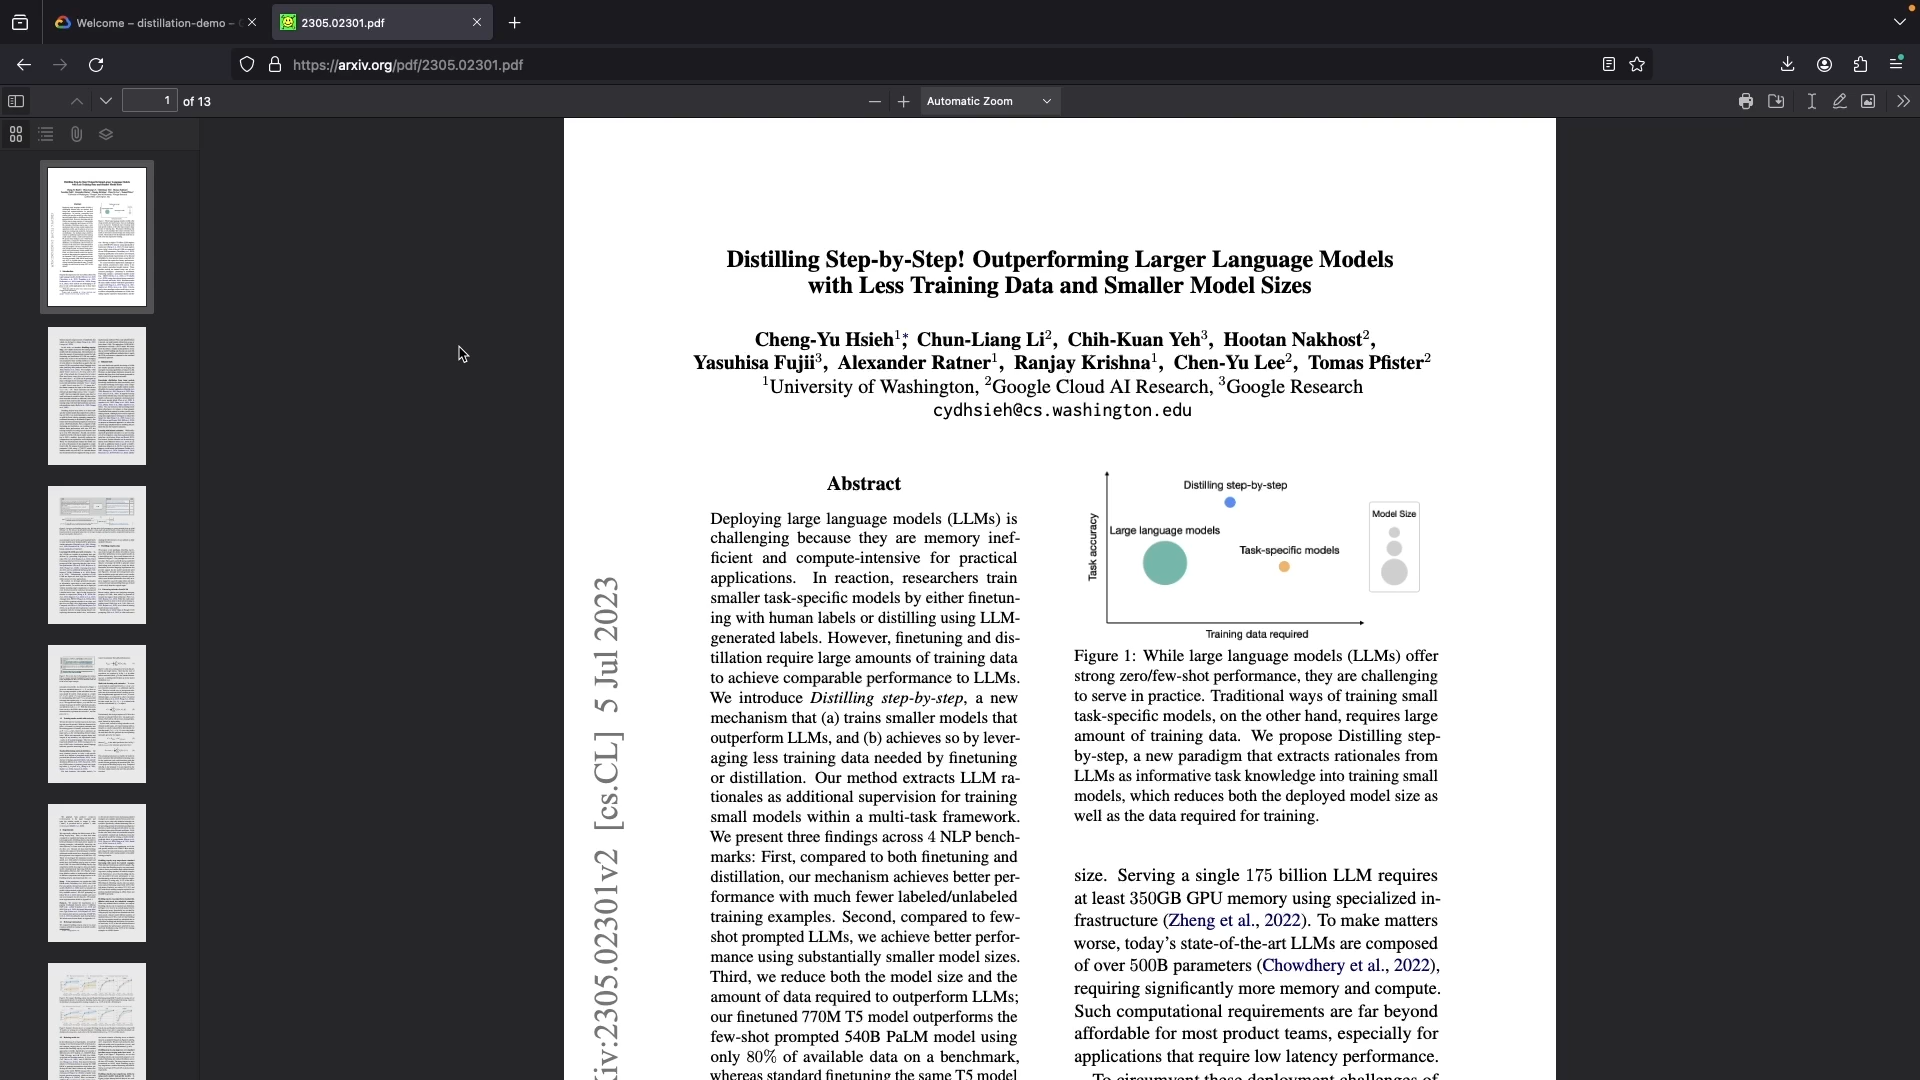 Welcome – distillation-demo –
2305.02301.pdf
https://arxiv.org/pdf/2305.02301.pdf
1 of 13
Automatic Zoom
Distilling Step-by-Step! Outperforming Larger Language Models
with Less Training Data and Smaller Model Sizes
Cheng-Yu Hsieh1*, Chun-Liang Li2, Chih-Kuan Yeh3, Hootan Nakhost2,
Yasuhisa Fujii3, Alexander Ratner1, Ranjay Krishna1, Chen-Yu Lee2, Tomas Pfister2
1University of Washington, 2Google Cloud AI Research, 3Google Research
cydhsieh@cs.washington.edu
Abstract
Deploying large language models (LLMs) is
challenging because they are memory inef-
ficient and compute-intensive for practical
applications. In reaction, researchers train
smaller task-specific models by either finetun-
ing with human labels or distilling using LLM-
generated labels. However, finetuning and dis-
tillation require large amounts of training data
to achieve comparable performance to LLMs.
We introduce Distilling step-by-step, a new
mechanism that (a) trains smaller models that
outperform LLMs, and (b) achieves so by lever-
aging less training data needed by finetuning
or distillation. Our method extracts LLM ra-
tionales as additional supervision for training
small models within a multi-task framework.
We present three findings across 4 NLP bench-
marks: First, compared to both finetuning and
distillation, our mechanism achieves better per-
formance with much fewer labeled/unlabeled
training examples. Second, compared to few-
shot prompted LLMs, we achieve better perfor-
mance using substantially smaller model sizes.
Third, we reduce both the model size and the
amount of data required to outperform LLMs;
our finetuned 770M T5 model outperforms the
few-shot prompted 540B PaLM model using
only 80% of available data on a benchmark,
whereas standard finetuning the same T5 model
Distilling step-by-step
Large language models
Task-specific models
Model Size
Task accuracy
Training data required
Figure 1: While large language models (LLMs) offer
strong zero/few-shot performance, they are challenging
to serve in practice. Traditional ways of training small
task-specific models, on the other hand, requires large
amount of training data. We propose Distilling step-
by-step, a new paradigm that extracts rationales from
LLMs as informative task knowledge into training small
models, which reduces both the deployed model size as
well as the data required for training.
size. Serving a single 175 billion LLM requires
at least 350GB GPU memory using specialized in-
frastructure (Zheng et al., 2022). To make matters
worse, today's state-of-the-art LLMs are composed
of over 500B parameters (Chowdhery et al., 2022),
requiring significantly more memory and compute.
Such computational requirements are far beyond
affordable for most product teams, especially for
applications that require low latency performance.
To circumvent these deployment challenges of
Xiv:2305.02301v2 [cs.CL] 5 Jul 2023